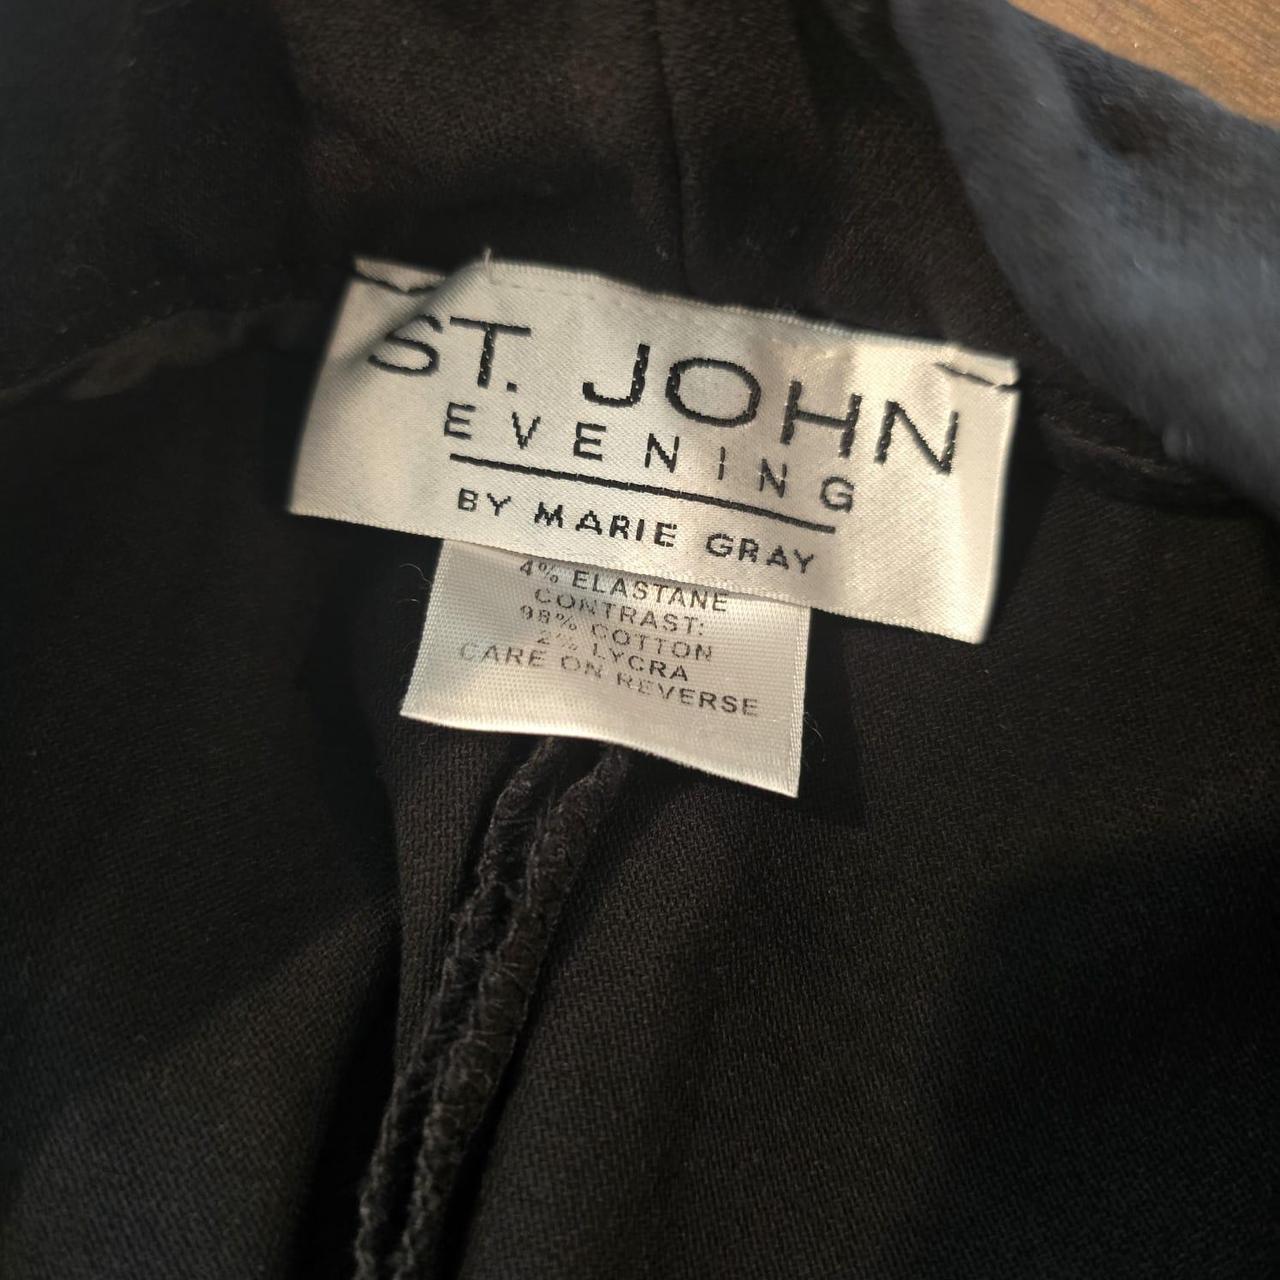 ST. JOHN
EVENING
BY MARIE GRAY
4% ELASTANE
CONTRAST:
98% COTTON
2% LYCRA
CARE ON REVERSE